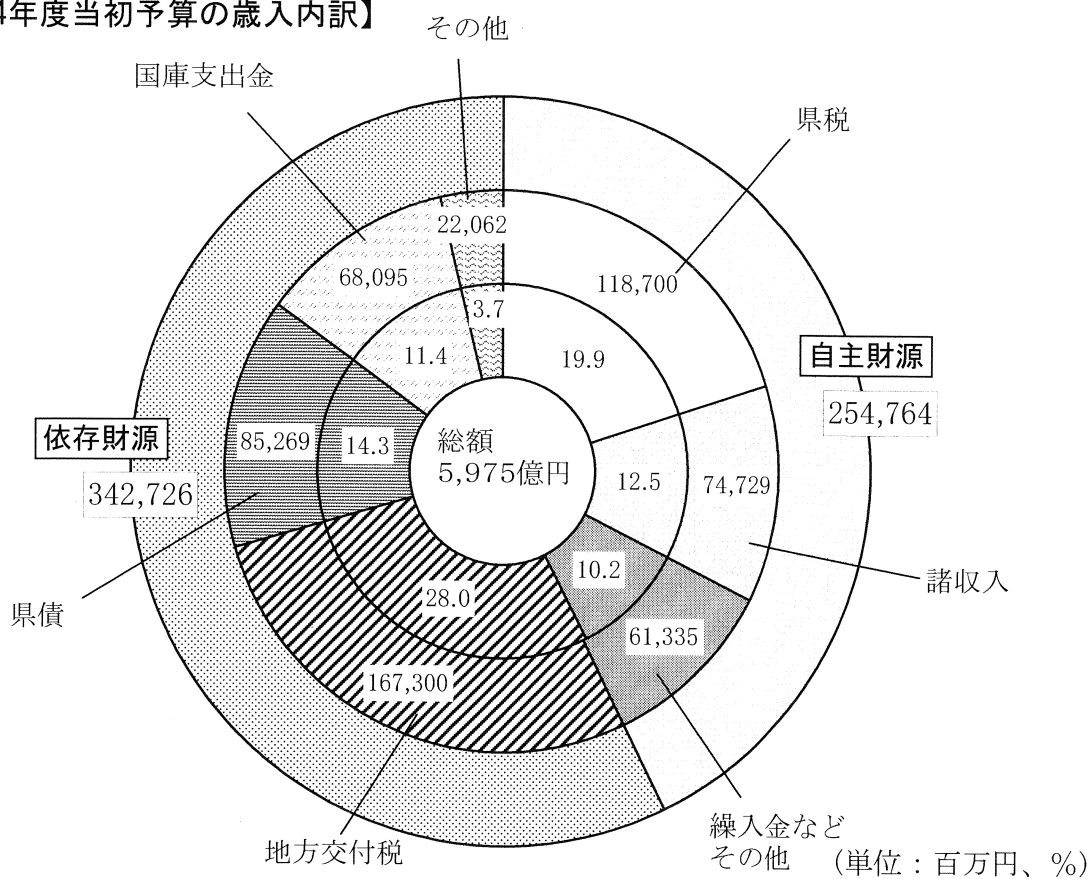 4年度当初予算の歳入内訳】
その他
国庫支出金
県税
22,062
68,095
118,700
3.7
11.4
19.9
自主財源
254,764
依存財源
342,726
85,269
14.3
総額
5,975億円
12.5
74,729
10.2
28.0
61,335
167,300
諸収入
県債
地方交付税
繰入金など
その他
(単位：百万円、%)